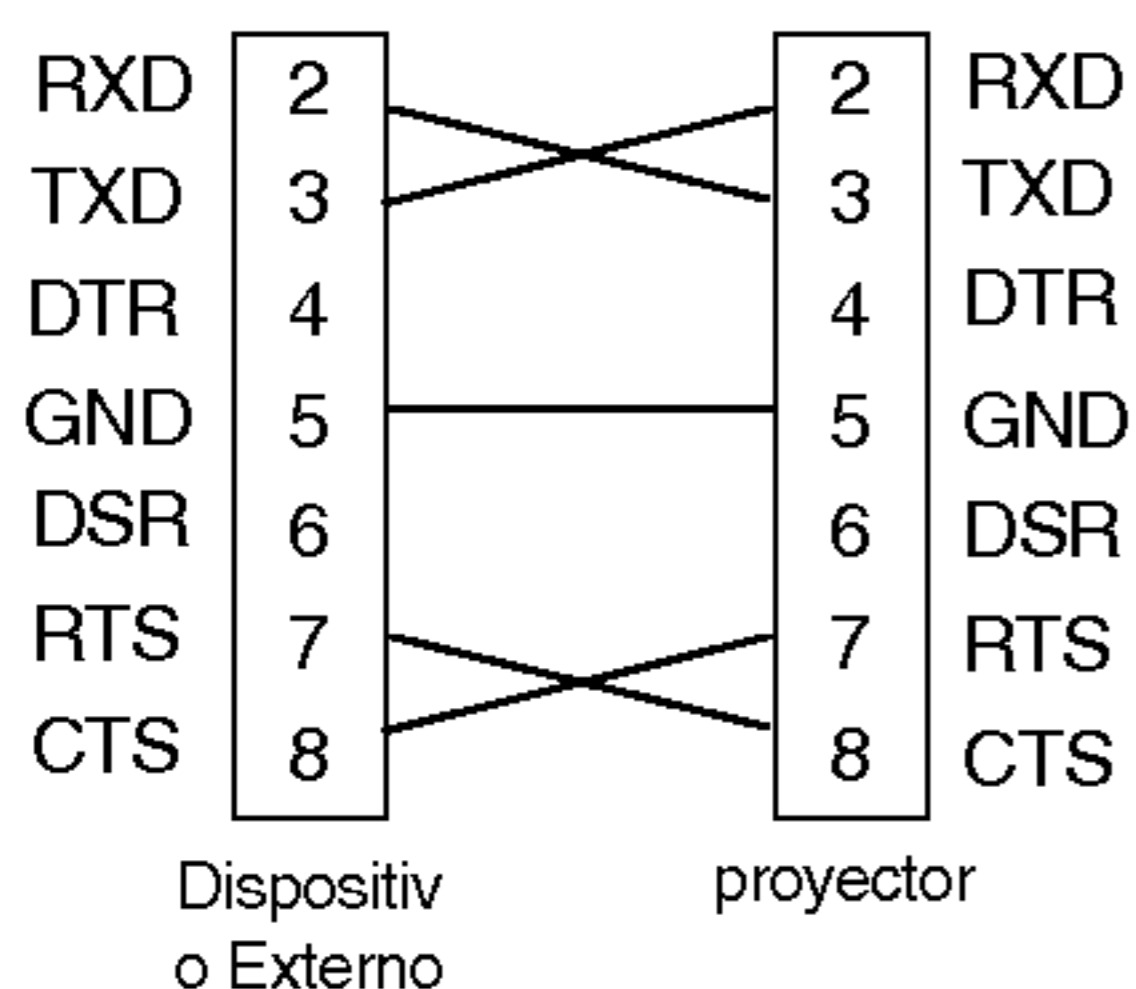 RXD 2 2 RXD
TXD 3 3 TXD
DTR 4 4 DTR
GND 5 5 GND
DSR 6 6 DSR
RTS 7 7 RTS
CTS 8 8 CTS
Dispositiv
o Externo
proyector